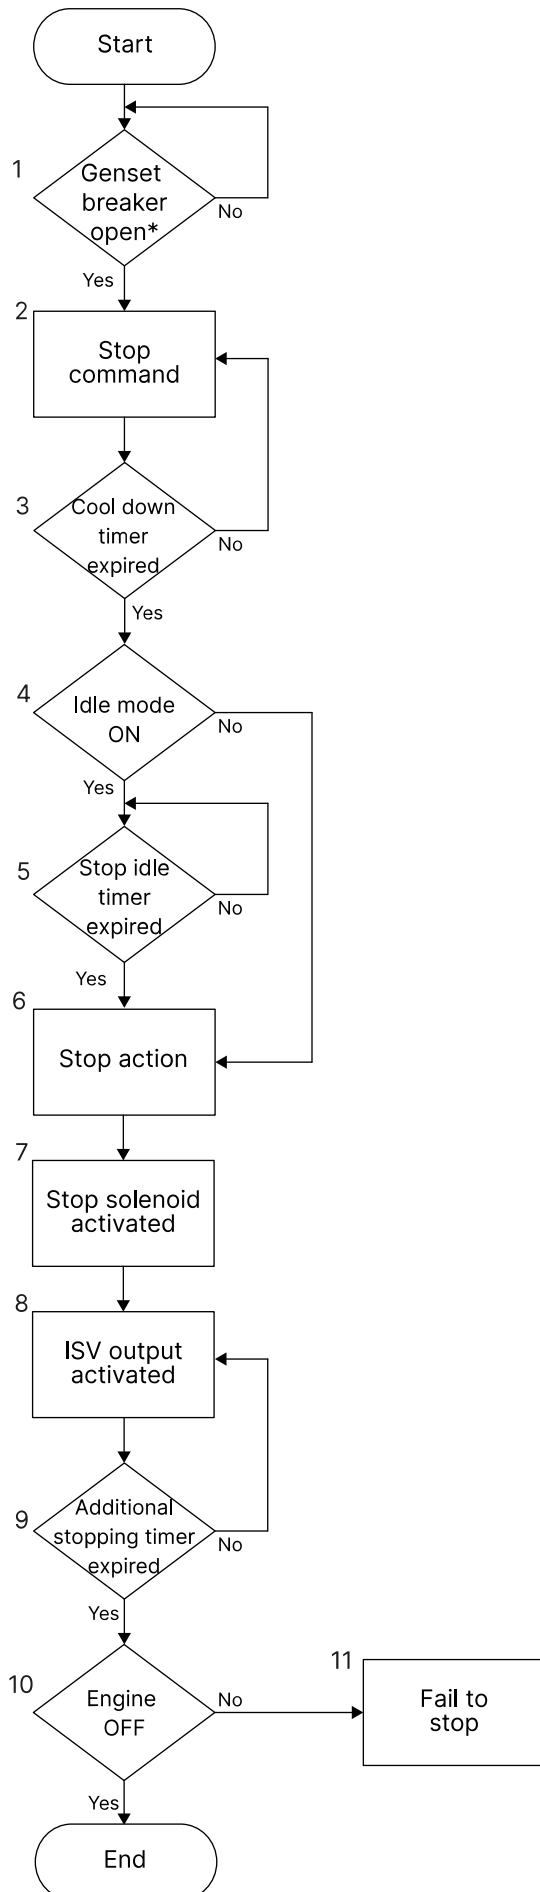 Start
1
Genset
breaker
open*
No
Yes
2
Stop
command
3
Cool down
timer
expired
No
Yes
4
Idle mode
ON
No
Yes
5
Stop idle
timer
expired
No
Yes
6
Stop action
7
Stop solenoid
activated
8
ISV output
activated
9
Additional
stopping timer
expired
No
Yes
10
Engine
OFF
No
11
Fail to
stop
Yes
End